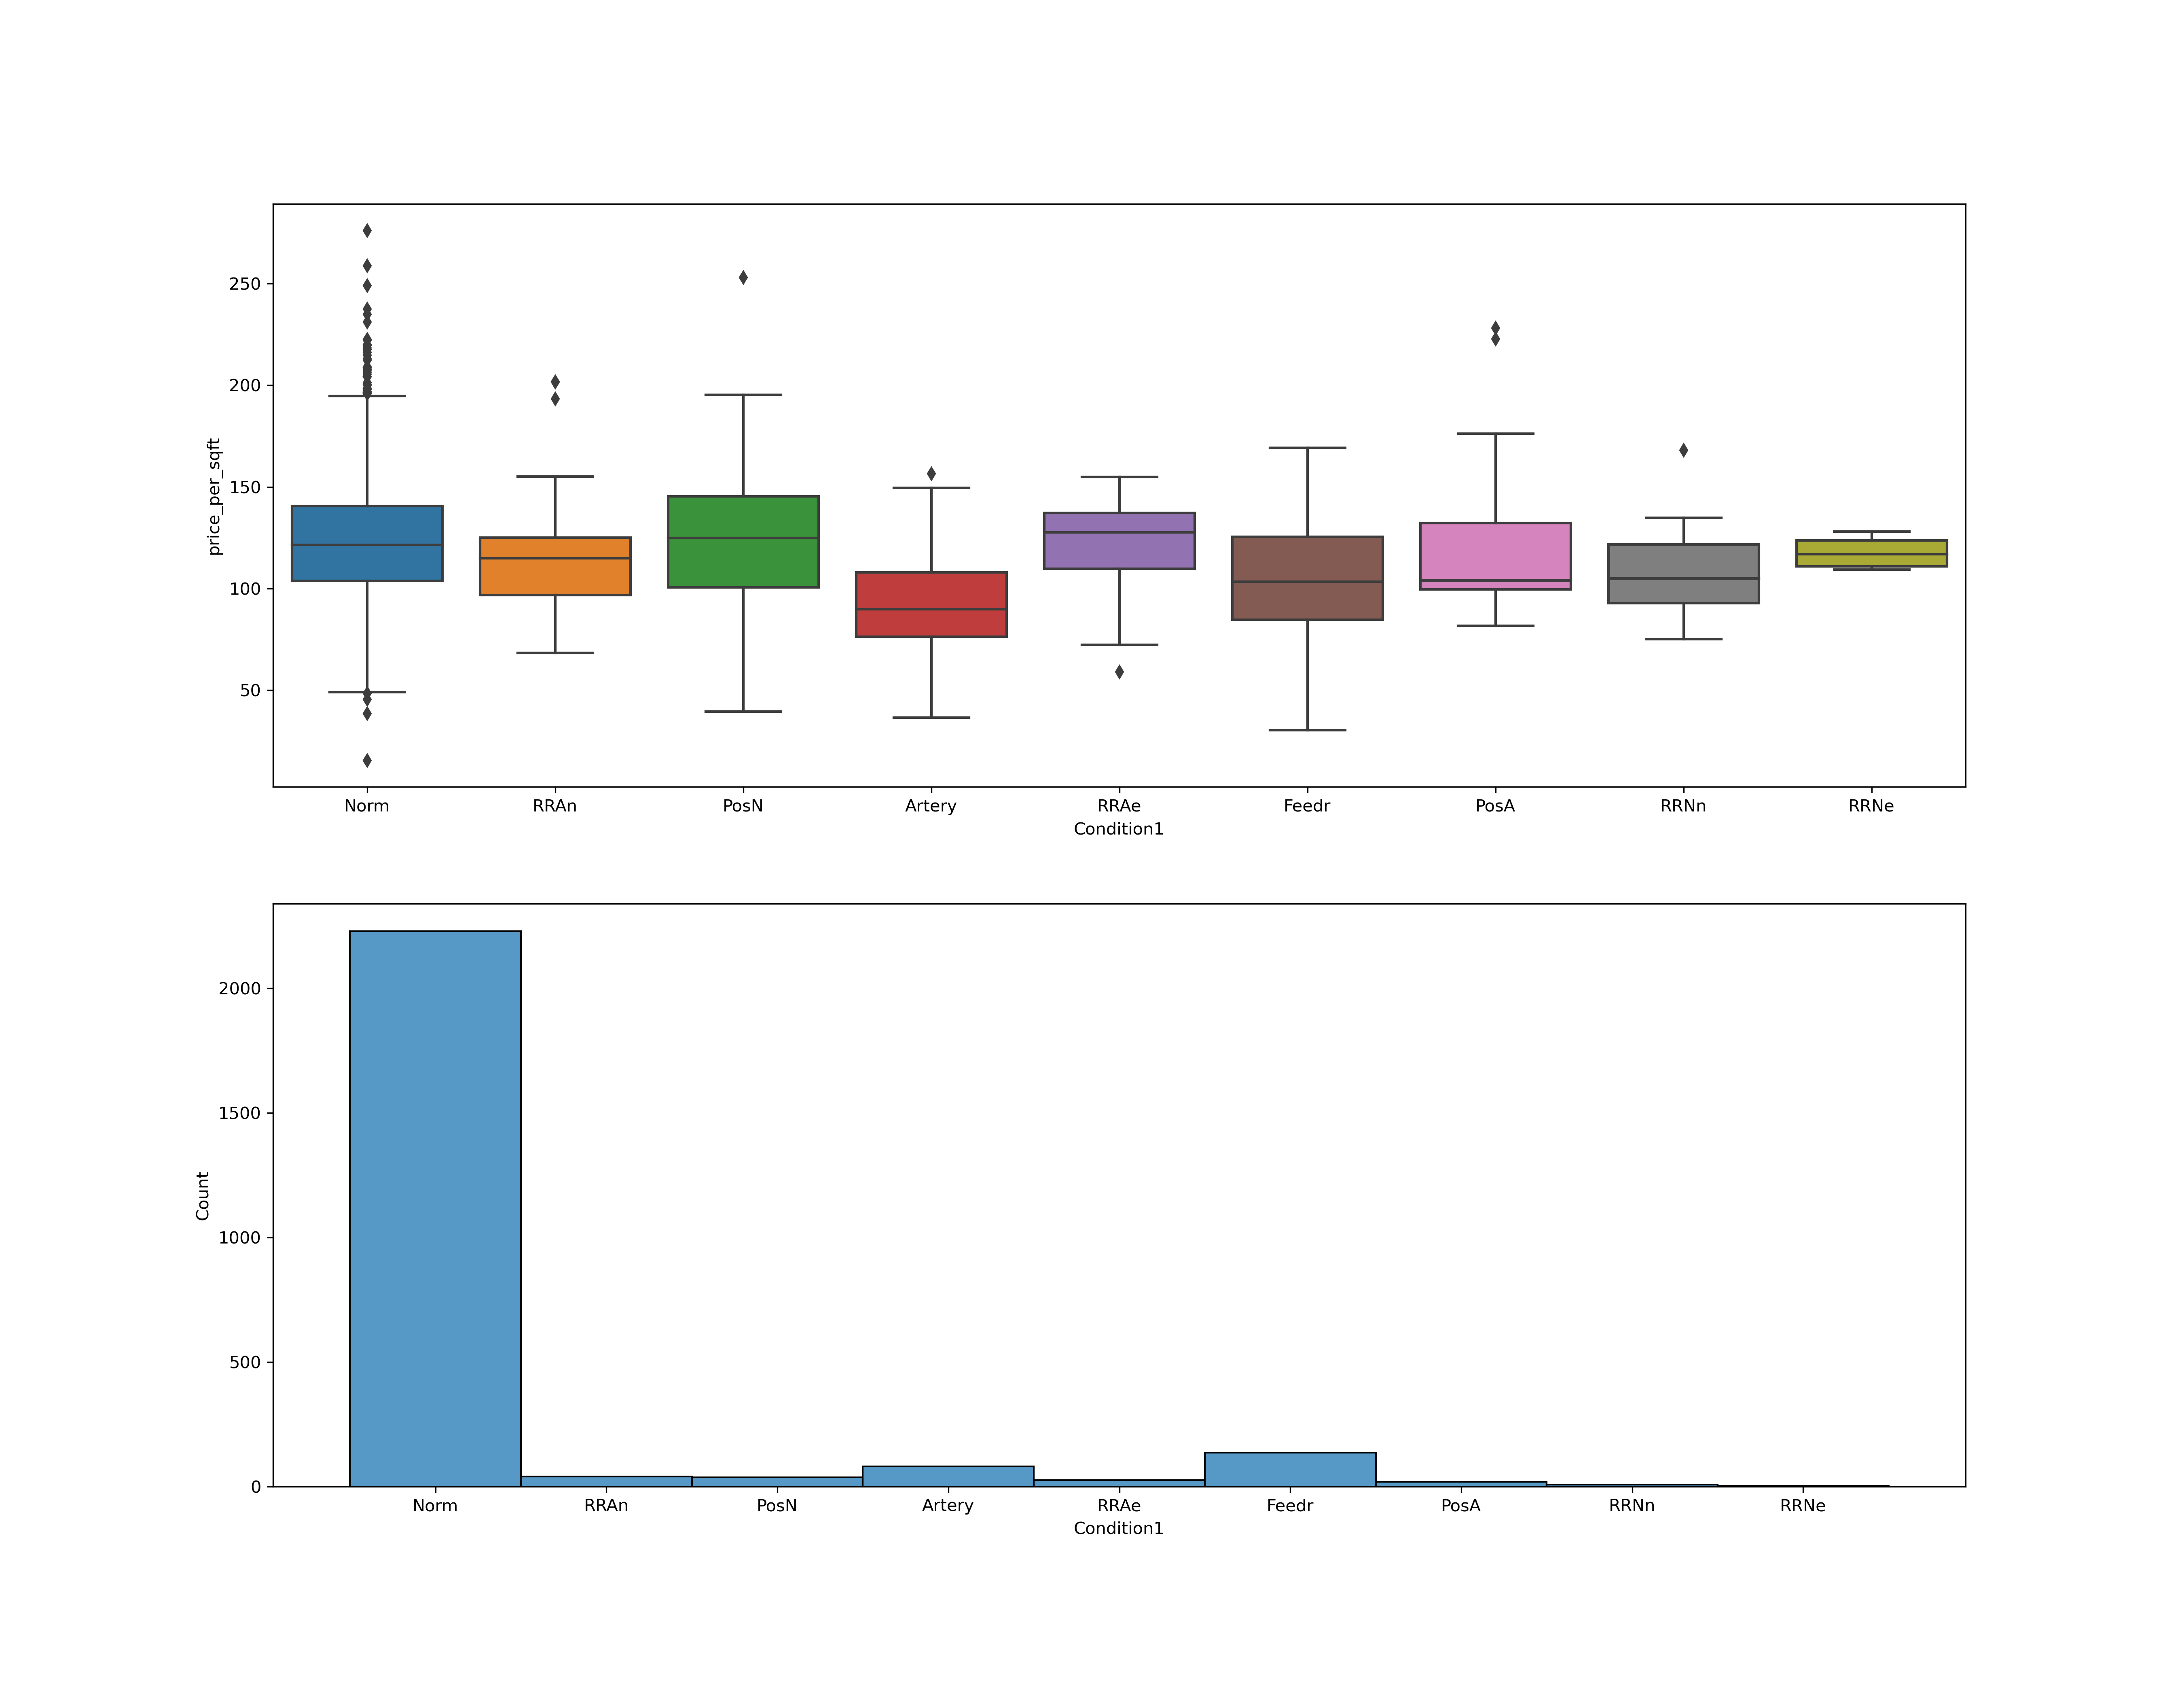 250
200
150
100
50
price_per_sqft
Norm RRAn PosN Artery RRAe Feedr PosA RRNn RRNe
Condition1
2000
1500
1000
500
0
Count
Norm RRAn PosN Artery RRAe Feedr PosA RRNn RRNe
Condition1